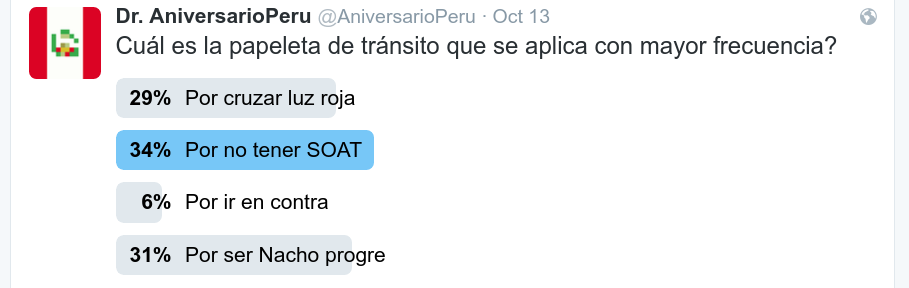 Dr. AniversarioPeru @AniversarioPeru · Oct 13
Cuál es la papeleta de tránsito que se aplica con mayor frecuencia?
29% Por cruzar luz roja
34% Por no tener SOAT
6% Por ir en contra
31% Por ser Nacho progre